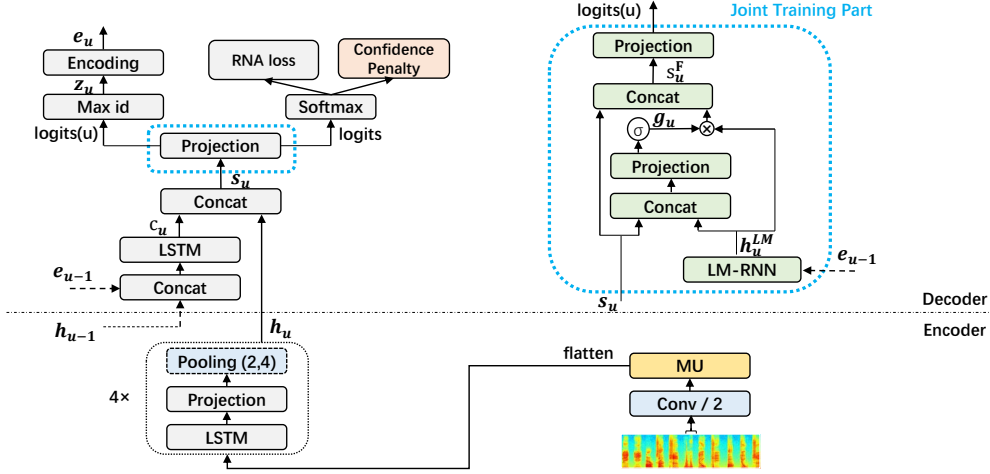 logits(u)
Joint Training Part
e_u
Encoding
z_u
Max id
logits(u)
RNA loss
Confidence
Penalty
Softmax
logits
Projection
s_u
Concat
c_u
LSTM
e_{u-1}
Concat
h_{u-1}
h_u
Projection
S_u^F
Concat
σ
g_u
⊗
Projection
Concat
h_u^{LM}
LM-RNN
e_{u-1}
s_u
Decoder
Encoder
4×
Pooling (2,4)
Projection
LSTM
flatten
MU
Conv / 2